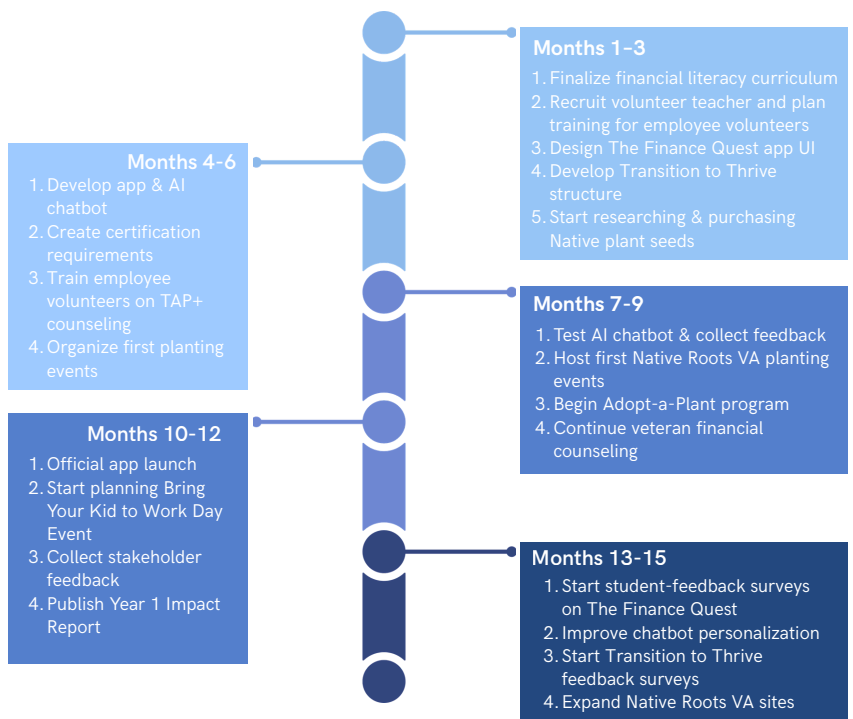 Months 1–3
1. Finalize financial literacy curriculum
2. Recruit volunteer teacher and plan
training for employee volunteers
3. Design The Finance Quest app UI
4. Develop Transition to Thrive
structure
5. Start researching & purchasing
Native plant seeds
Months 4-6
1. Develop app & AI
chatbot
2. Create certification
requirements
3. Train employee
volunteers on TAP+
counseling
4. Organize first planting
events
Months 7-9
1. Test AI chatbot & collect feedback
2. Host first Native Roots VA planting
events
3. Begin Adopt-a-Plant program
4. Continue veteran financial
counseling
Months 10-12
1. Official app launch
2. Start planning Bring
Your Kid to Work Day
Event
3. Collect stakeholder
feedback
4. Publish Year 1 Impact
Report
Months 13-15
1. Start student-feedback surveys
on The Finance Quest
2. Improve chatbot personalization
3. Start Transition to Thrive
feedback surveys
4. Expand Native Roots VA sites